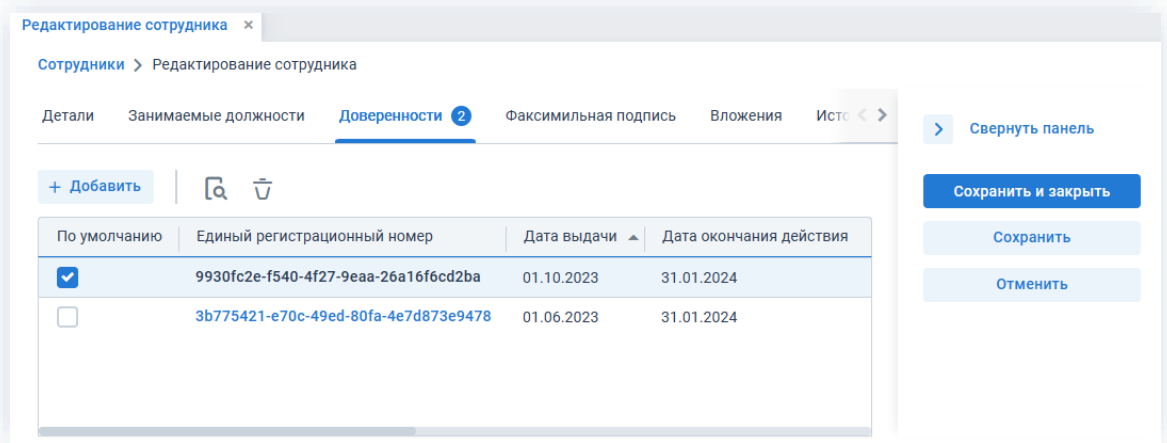 Редактирование сотрудника ×
Сотрудники > Редактирование сотрудника
Детали Занимаемые должности Доверенности 2 Факсимильная подпись Вложения Исто < >
> Свернуть панель
+ Добавить
Сохранить и закрыть
По умолчанию Единый регистрационный номер Дата выдачи Дата окончания действия
Сохранить
9930fc2e-f540-4f27-9eaa-26a16f6cd2ba 01.10.2023 31.01.2024
Отменить
3b775421-e70c-49ed-80fa-4e7d873e9478 01.06.2023 31.01.2024